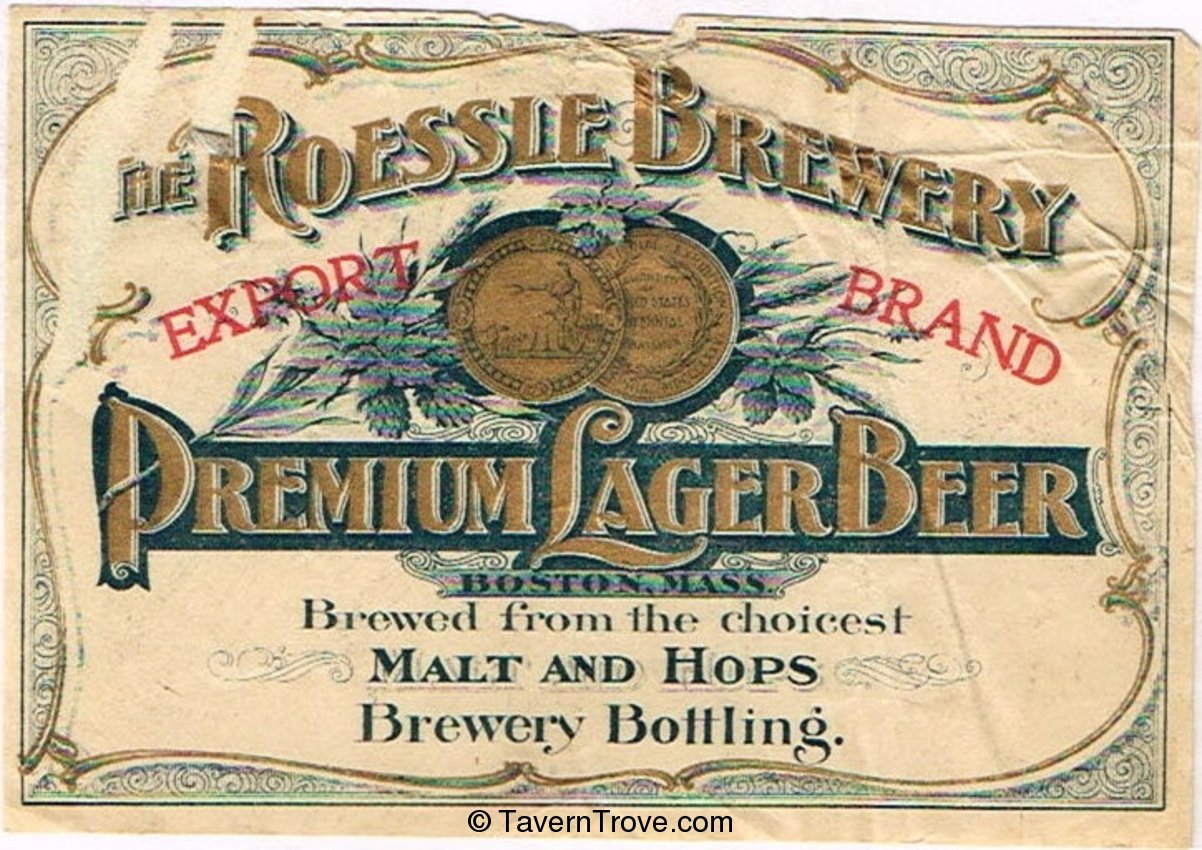 THE ROESSLE BREWERY
EXPORT BRAND
STATES
PREMIUM LAGER BEER
BOSTON, MASS.
Brewed from the choicest
MALT AND HOPS
Brewery Bottling.
© TavernTrove.com